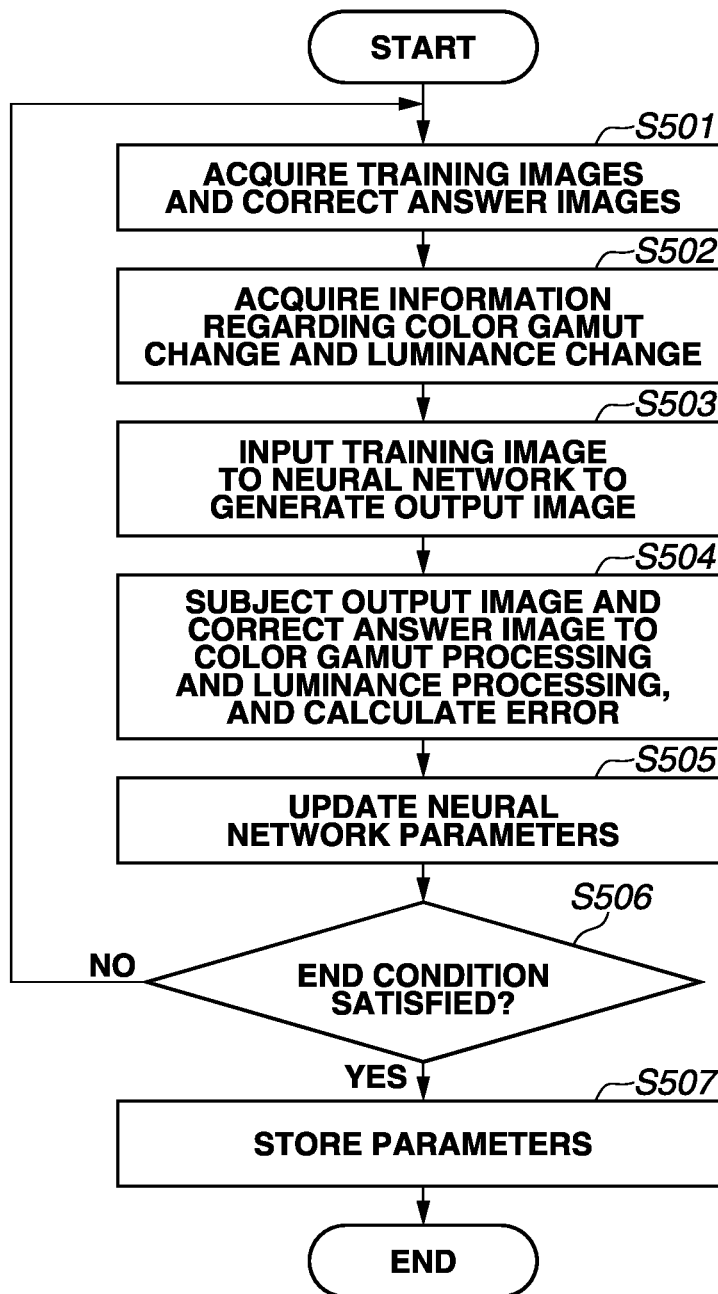 START
S501
ACQUIRE TRAINING IMAGES
AND CORRECT ANSWER IMAGES
S502
ACQUIRE INFORMATION
REGARDING COLOR GAMUT
CHANGE AND LUMINANCE CHANGE
S503
INPUT TRAINING IMAGE
TO NEURAL NETWORK TO
GENERATE OUTPUT IMAGE
S504
SUBJECT OUTPUT IMAGE AND
CORRECT ANSWER IMAGE TO
COLOR GAMUT PROCESSING
AND LUMINANCE PROCESSING,
AND CALCULATE ERROR
S505
UPDATE NEURAL
NETWORK PARAMETERS
S506
NO
END CONDITION
SATISFIED?
YES
S507
STORE PARAMETERS
END